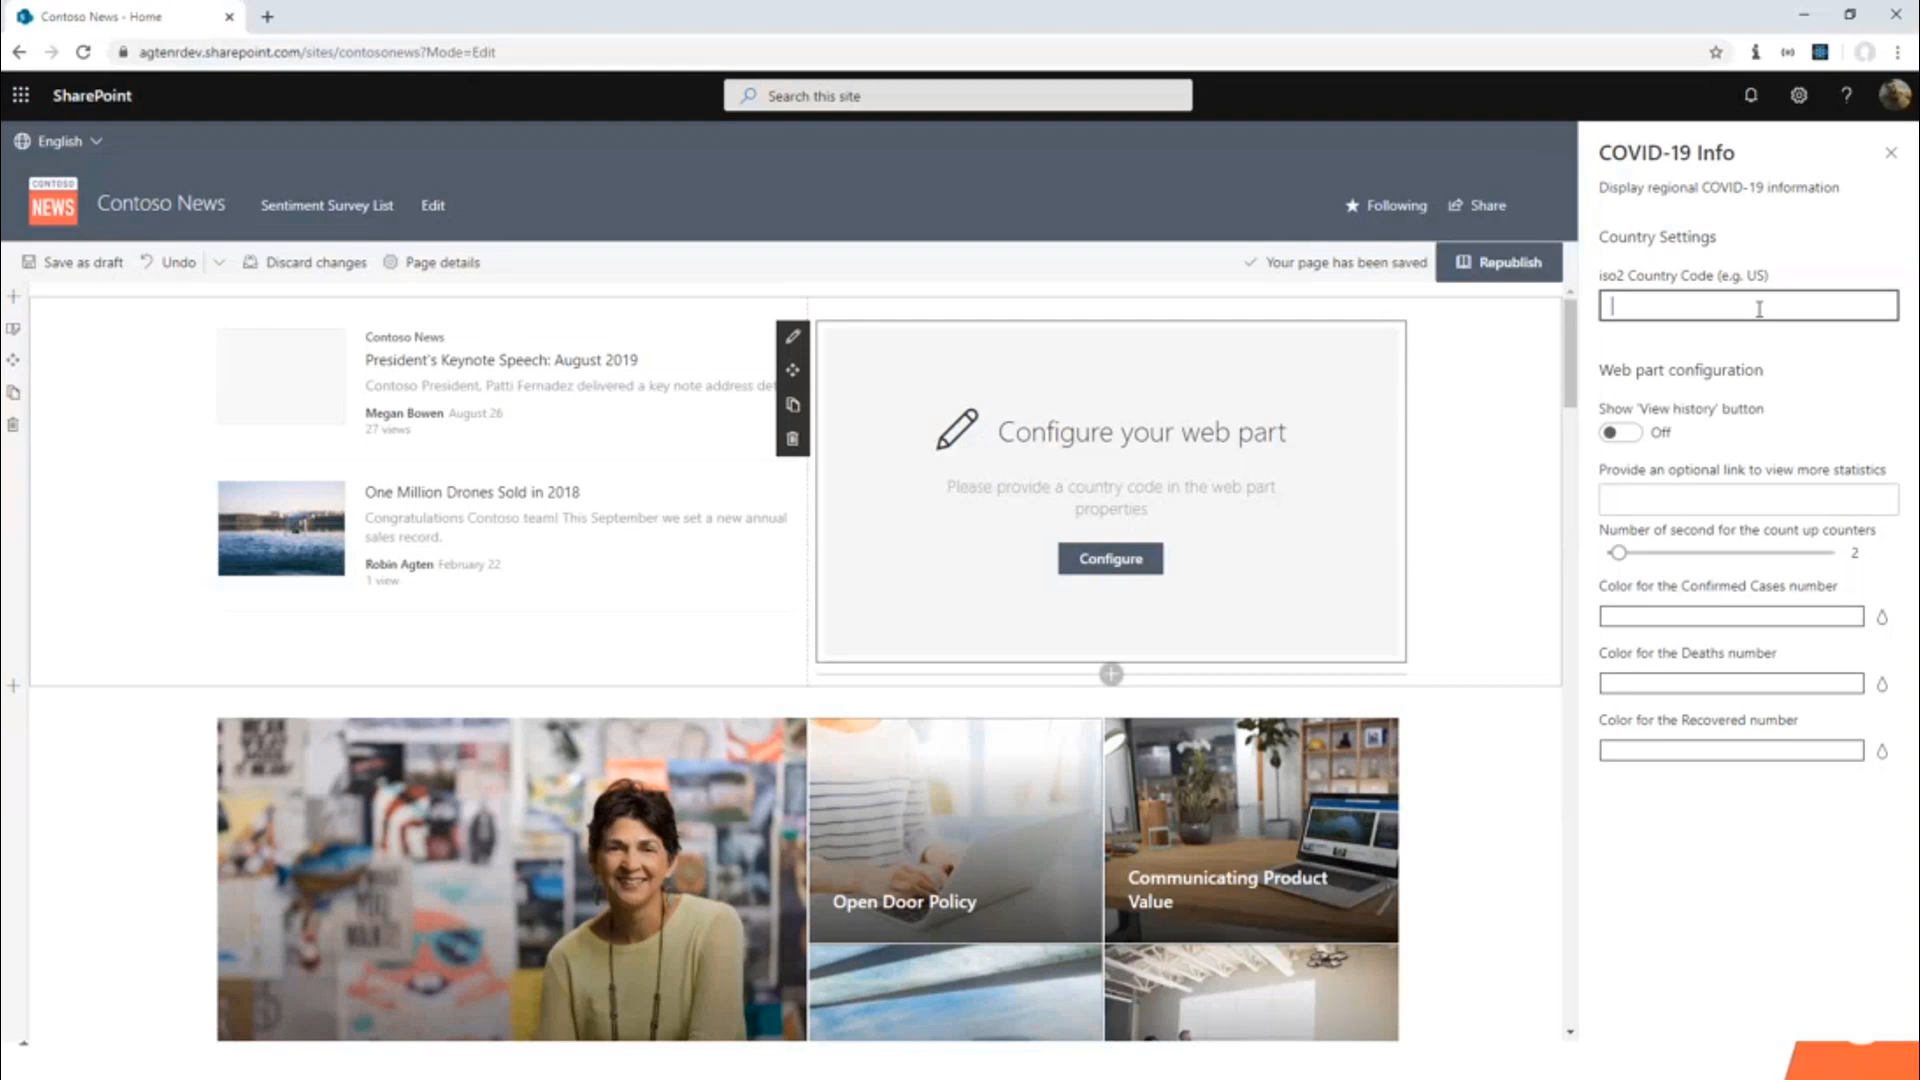 Contoso News - Home
agtenrdev.sharepoint.com/sites/contosonews?Mode=Edit
SharePoint
Search this site
English
CONTOSO
NEWS
Contoso News
Sentiment Survey List
Edit
Following
Share
Save as draft
Undo
Discard changes
Page details
Your page has been saved
Republish
Contoso News
President's Keynote Speech: August 2019
Contoso President, Patti Fernadez delivered a key note address det
Megan Bowen August 26
27 views
One Million Drones Sold in 2018
Congratulations Contoso team! This September we set a new annual
sales record.
Robin Agten February 22
1 view
Configure your web part
Please provide a country code in the web part
properties
Configure
Open Door Policy
Communicating Product
Value
COVID-19 Info
Display regional COVID-19 information
Country Settings
iso2 Country Code (e.g. US)
Web part configuration
Show 'View history' button
Off
Provide an optional link to view more statistics
Number of second for the count up counters
2
Color for the Confirmed Cases number
Color for the Deaths number
Color for the Recovered number